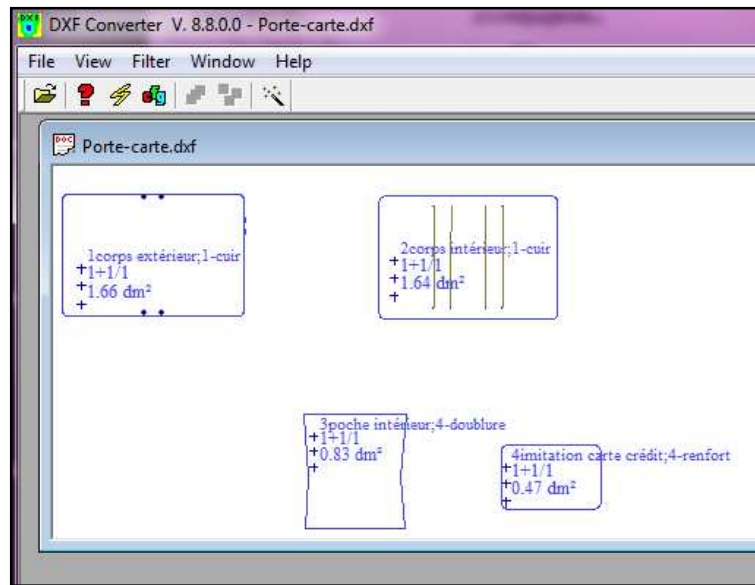 DXF Converter V. 8.8.0.0 - Porte-carte.dxf
File View Filter Window Help
Porte-carte.dxf
1corps extérieur;1-cuir
1+1/1
1.66 dm²
2corps intérieur;1-cuir
1+1/1
1.64 dm²
3poche intérieur;4-doublure
1+1/1
0.83 dm²
4imitation carte crédit;4-renfort
1+1/1
0.47 dm²